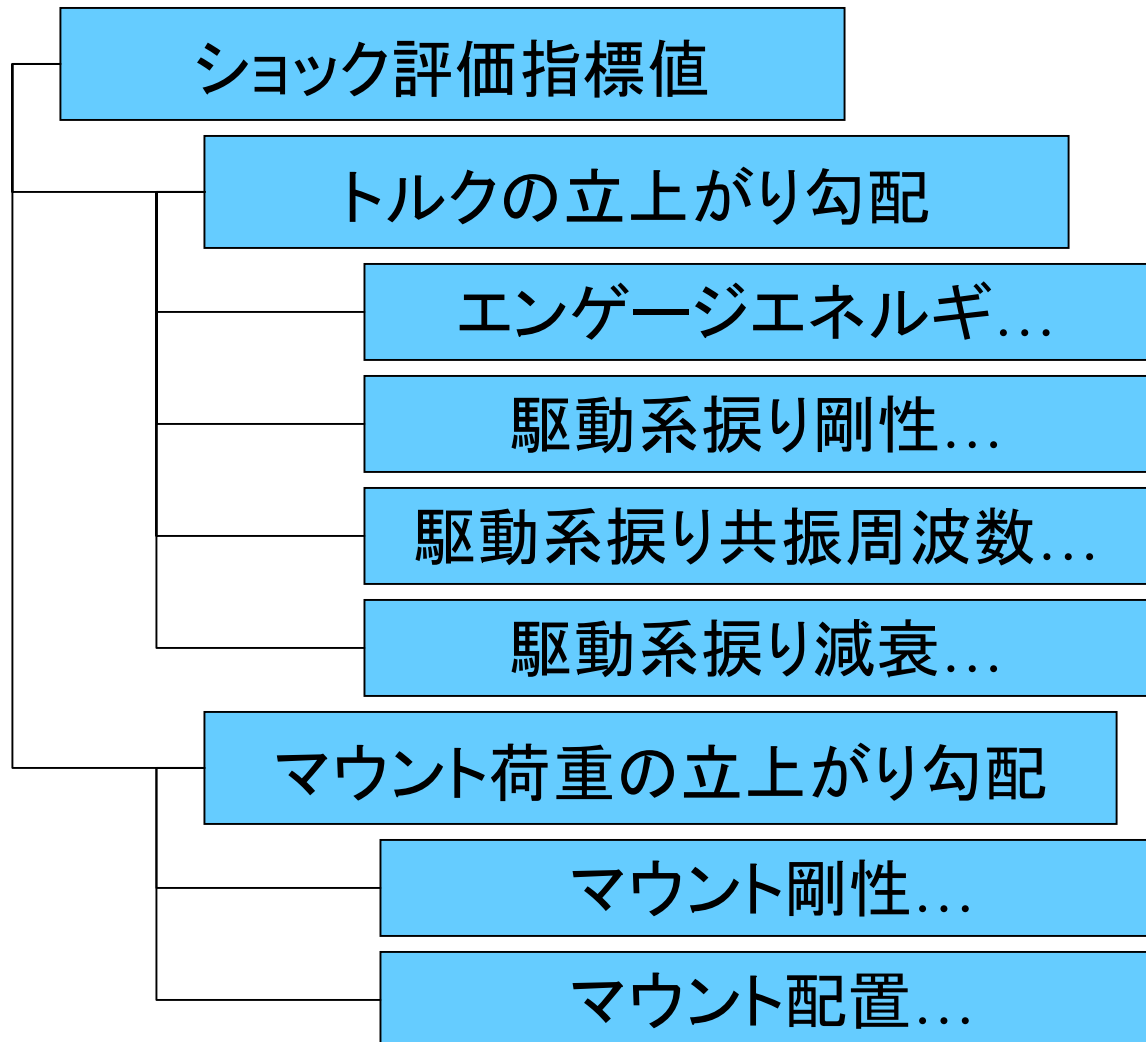 ショック評価指標値
トルクの立上がり勾配
エンゲージエネルギ…
駆動系捩り剛性…
駆動系捩り共振周波数…
駆動系捩り減衰…
マウント荷重の立上がり勾配
マウント剛性…
マウント配置…